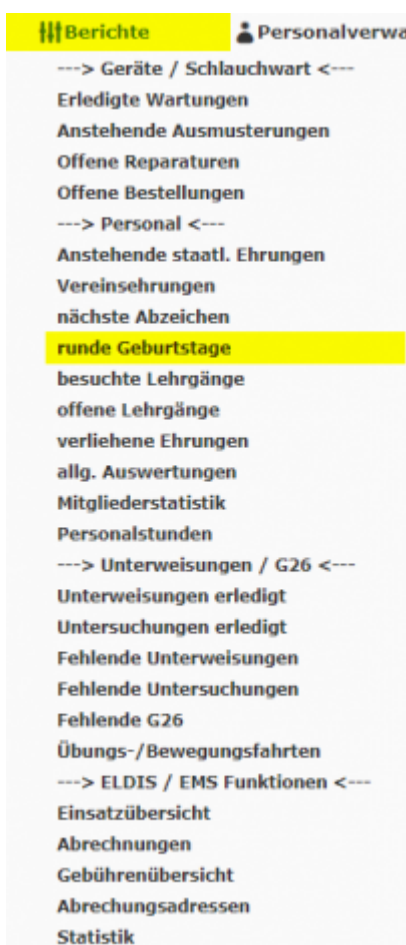 Berichte Personalverwa
---> Geräte / Schlauchwart <---
Erledigte Wartungen
Anstehende Ausmusterungen
Offene Reparaturen
Offene Bestellungen
---> Personal <---
Anstehende staatl. Ehrungen
Vereinsehrungen
nächste Abzeichen
runde Geburtstage
besuchte Lehrgänge
offene Lehrgänge
verliehene Ehrungen
allg. Auswertungen
Mitgliederstatistik
Personalstunden
---> Unterweisungen / G26 <---
Unterweisungen erledigt
Untersuchungen erledigt
Fehlende Unterweisungen
Fehlende Untersuchungen
Fehlende G26
Übungs-/Bewegungsfahrten
---> ELDIS / EMS Funktionen <---
Einsatzübersicht
Abrechnungen
Gebührenübersicht
Abrechungsadressen
Statistik